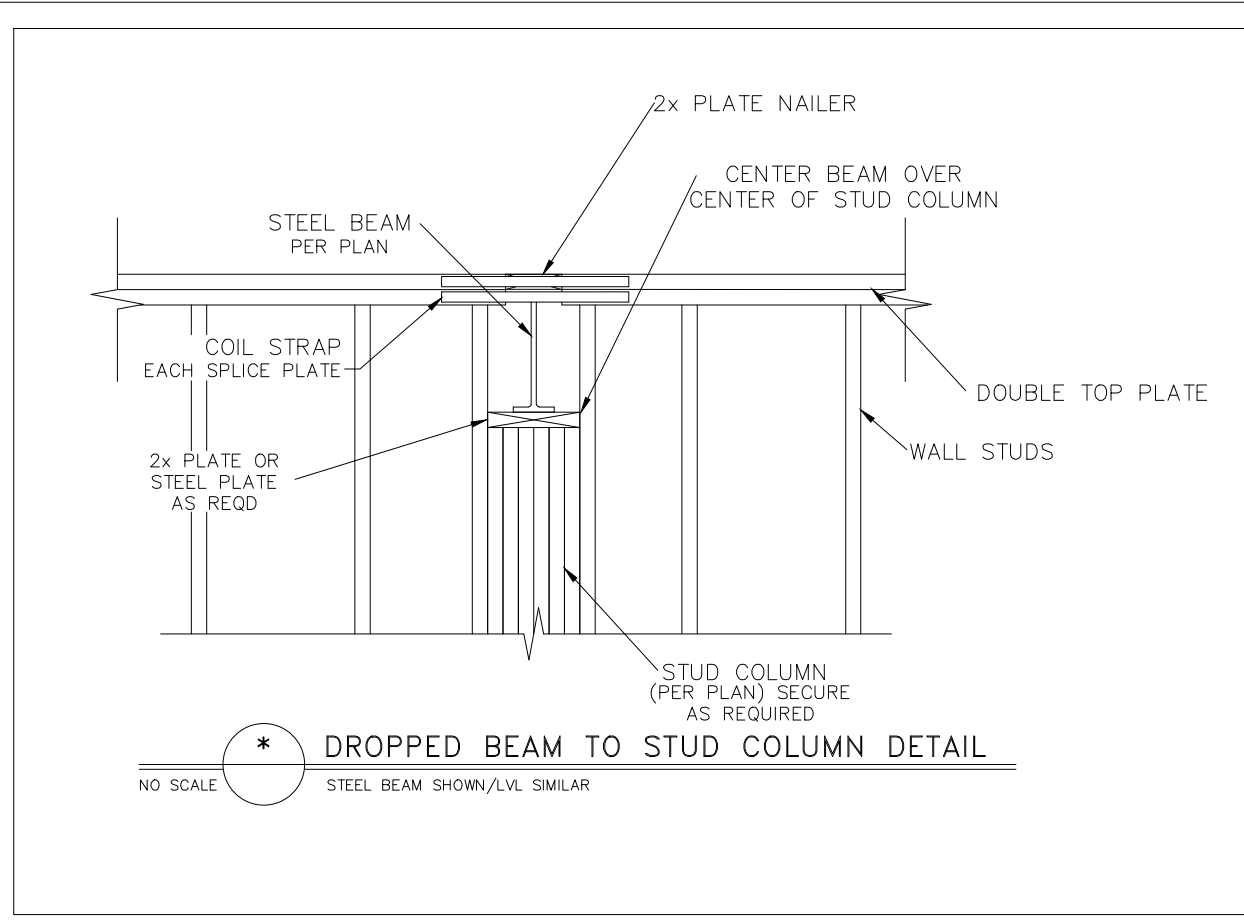 2x PLATE NAILER
CENTER BEAM OVER
CENTER OF STUD COLUMN
STEEL BEAM
PER PLAN
COIL STRAP
EACH SPLICE PLATE
DOUBLE TOP PLATE
WALL STUDS
2x PLATE OR
STEEL PLATE
AS REQD
STUD COLUMN
(PER PLAN) SECURE
AS REQUIRED
*
DROPPED BEAM TO STUD COLUMN DETAIL
NO SCALE
STEEL BEAM SHOWN/LVL SIMILAR